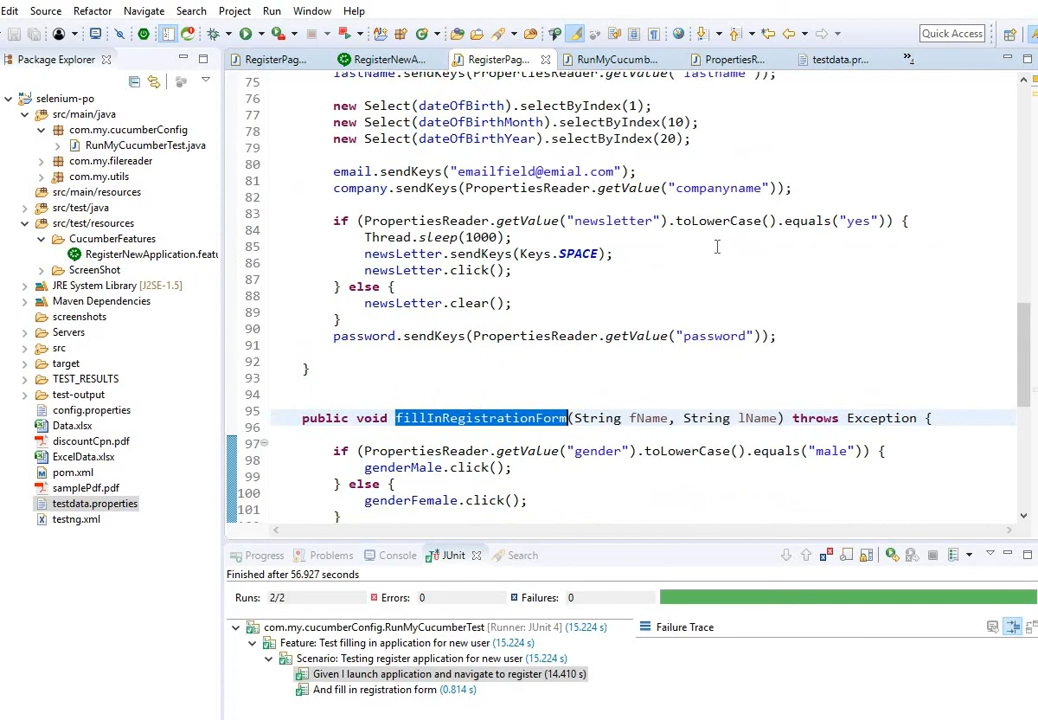 Edit Source Refactor Navigate Search Project Run Window Help
Quick Access
Package Explorer
RegisterPag...
RegisterNewA...
RegisterPag...
RunMyCucumb...
PropertiesR...
testdata.pr...
selenium-po
src/main/java
com.my.cucumberConfig
RunMyCucumberTest.java
com.my.filereader
com.my.utils
src/main/resources
src/test/java
src/test/resources
CucumberFeatures
RegisterNewApplication.featu
ScreenShot
JRE System Library [J2SE-1.5]
Maven Dependencies
screenshots
Servers
src
target
TEST_RESULTS
test-output
config.properties
Data.xlsx
discountCpn.pdf
ExcelData.xlsx
pom.xml
samplePdf.pdf
testdata.properties
testng.xml
75 lastName.sendKeys(PropertiesReader.getValue("lastname"));
76
77 new Select(dateOfBirth).selectByIndex(1);
78 new Select(dateOfBirthMonth).selectByIndex(10);
79 new Select(dateOfBirthYear).selectByIndex(20);
80
81 email.sendKeys("emailfield@emial.com");
82 company.sendKeys(PropertiesReader.getValue("companyname"));
83
84 if (PropertiesReader.getValue("newsletter").toLowerCase().equals("yes")) {
85 Thread.sleep(1000);
86 newsLetter.sendKeys(Keys.SPACE);
87 newsLetter.click();
88 } else {
89 newsLetter.clear();
90 }
91 password.sendKeys(PropertiesReader.getValue("password"));
92
93 }
94
95
96 public void fillInRegistrationForm(String fName, String lName) throws Exception {
97
98 if (PropertiesReader.getValue("gender").toLowerCase().equals("male")) {
99 genderMale.click();
100 } else {
genderFemale.click();
}
Progress Problems Console JUnit Search
Finished after 56.927 seconds
Runs: 2/2 Errors: 0 Failures: 0
com.my.cucumberConfig.RunMyCucumberTest [Runner: JUnit 4] (15.224 s)
Failure Trace
Feature: Test filling in application for new user (15.224 s)
Scenario: Testing register application for new user (15.224 s)
Given I launch application and navigate to register (14.410 s)
And fill in registration form (0.814 s)